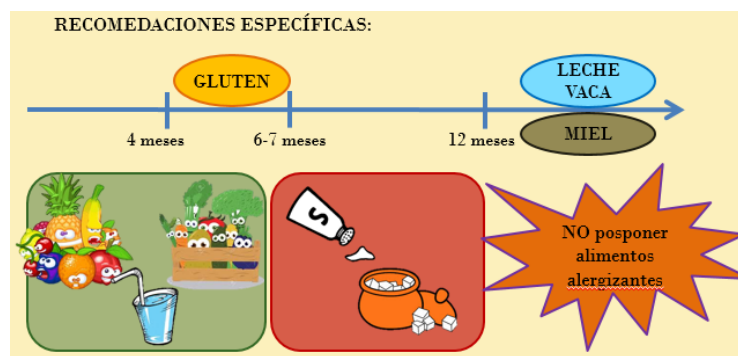 RECOMEDACIONES ESPECÍFICAS:
GLUTEN
LECHE
VACA
4 meses
6-7 meses
12 meses
MIEL
S
NO posponer
alimentos
alergizantes